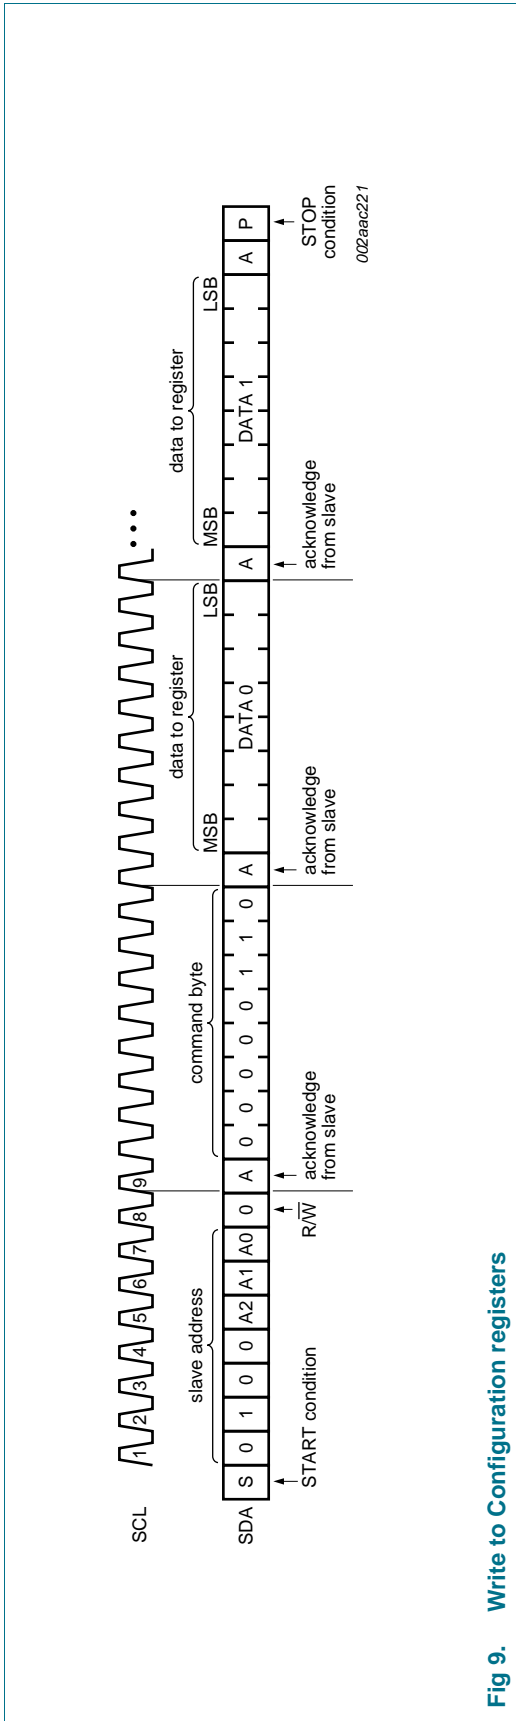 SCL
1 2 3 4 5 6 7 8 9
slave address
command byte
data to register
data to register
MSB
LSB
MSB
LSB
SDA
S 0 1 0 0 0 A2 A1 A0 0 A 0 0 0 0 0 1 1 0 A DATA 0 A DATA 1 A P
START condition
R/W
acknowledge
from slave
acknowledge
from slave
acknowledge
from slave
STOP
condition
002aac221
Fig 9. Write to Configuration registers